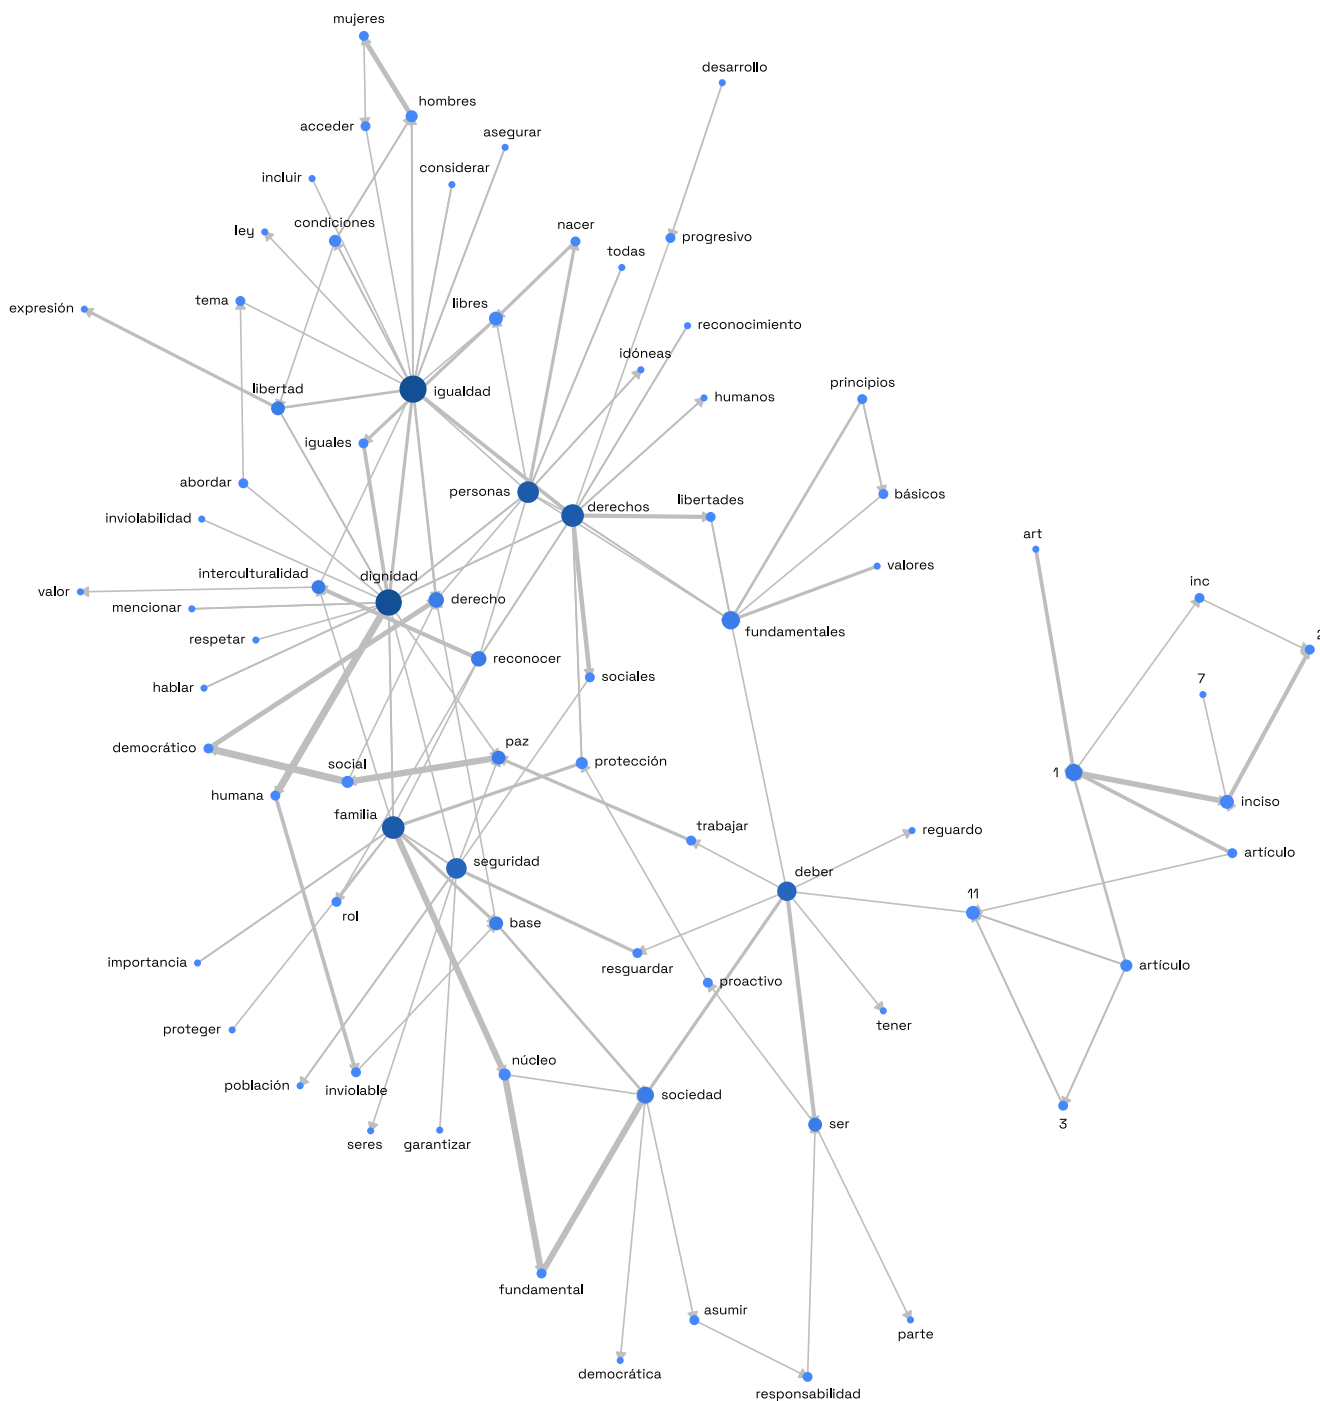 mujeres
desarrollo
hombres
acceder
asegurar
considerar
incluir
condiciones
nacer
ley
todas
progresivo
tema
libres
expresión
reconocimiento
idóneas
principios
libertad
igualdad
humanos
iguales
abordar
personas
derechos
libertades
básicos
inviolabilidad
art
valores
interculturalidad
dignidad
inc
valor
mencionar
derecho
respetar
fundamentales
2
reconocer
hablar
sociales
7
democrático
paz
social
protección
1
humana
inciso
familia
trabajar
reguardo
seguridad
artículo
deber
11
rol
base
importancia
resguardar
artículo
proactivo
proteger
tener
núcleo
población
inviolable
sociedad
3
ser
seres
garantizar
fundamental
asumir
parte
democrática
responsabilidad